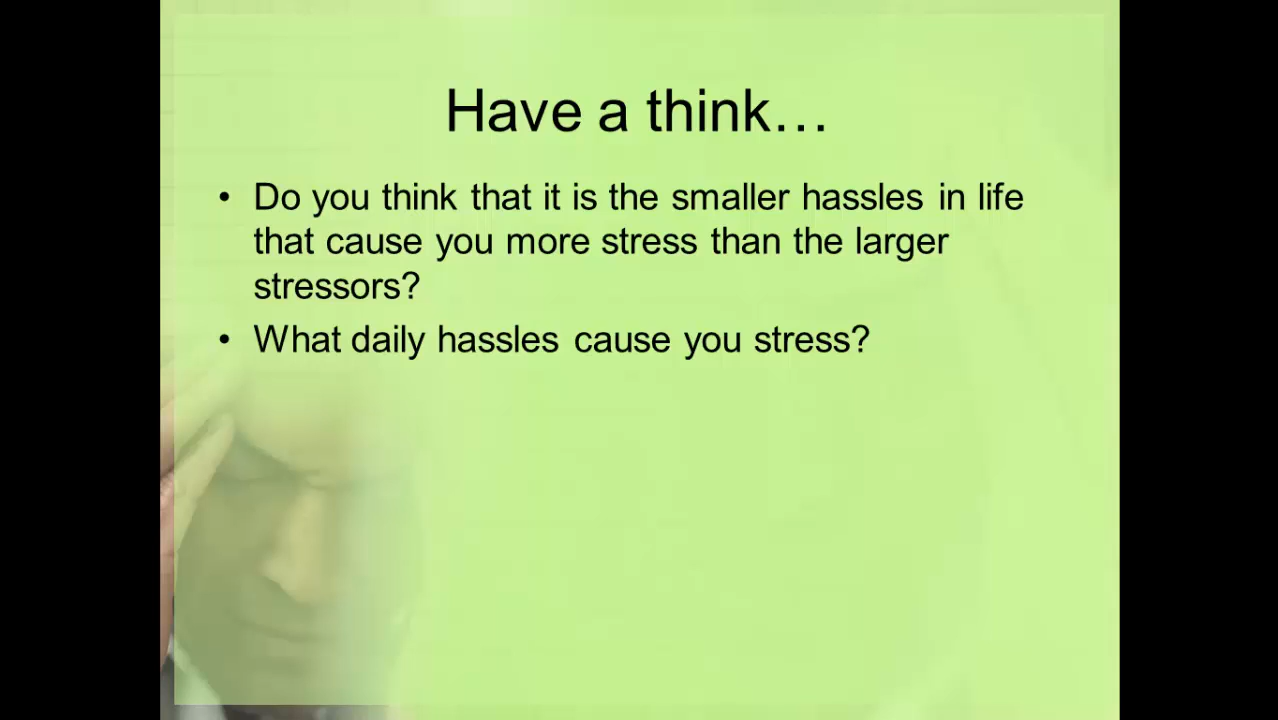 Have a think…
• Do you think that it is the smaller hassles in life
that cause you more stress than the larger
stressors?
• What daily hassles cause you stress?